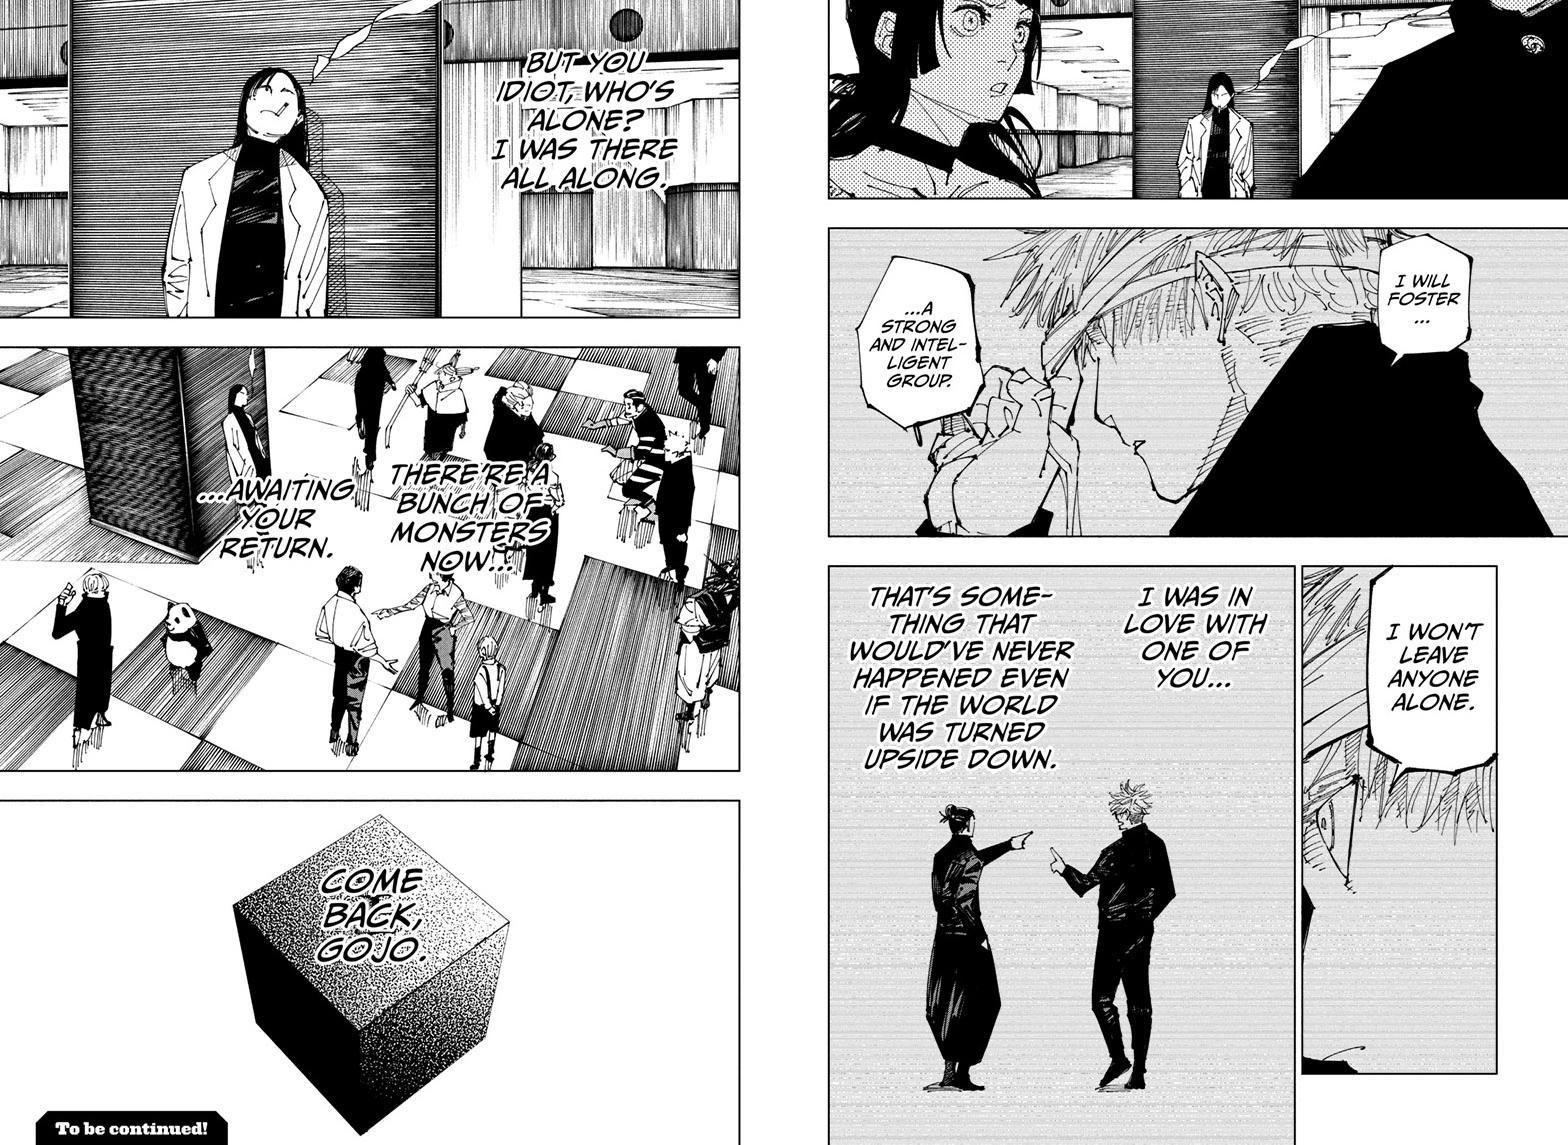 I WILL
FOSTER
...
...A
STRONG
AND INTEL-
LIGENT
GROUP.
I WON'T
LEAVE
ANYONE
ALONE.
I WAS IN
LOVE WITH
ONE OF
YOU...
THAT'S SOME-
THING THAT
WOULD'VE NEVER
HAPPENED EVEN
IF THE WORLD
WAS TURNED
UPSIDE DOWN.
BUT YOU
IDIOT, WHO'S
ALONE?
I WAS THERE
ALL ALONG.
THERE'RE A
BUNCH OF
MONSTERS
NOW...
...AWAITING
YOUR
RETURN.
COME
BACK,
GOJO.
To be continued!